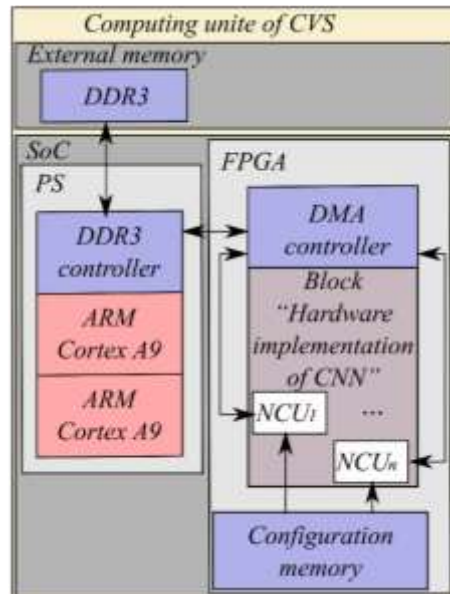 Computing unite of CVS
External memory
DDR3
SoC
PS
DDR3
controller
ARM
Cortex A9
ARM
Cortex A9
FPGA
DMA
controller
Block
“Hardware
implementation
of CNN”
NCU1
...
NCUn
Configuration
memory